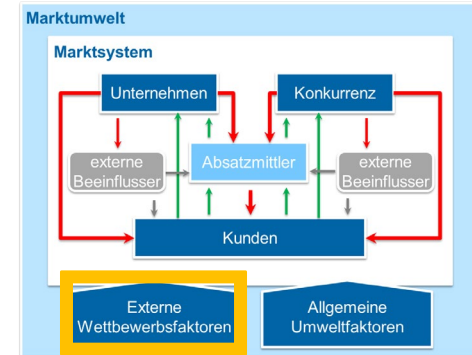 Marktumwelt
Marktsystem
Unternehmen
Konkurrenz
externe
Beeinflusser
Absatzmittler
externe
Beeinflusser
Kunden
Externe
Wettbewerbsfaktoren
Allgemeine
Umweltfaktoren